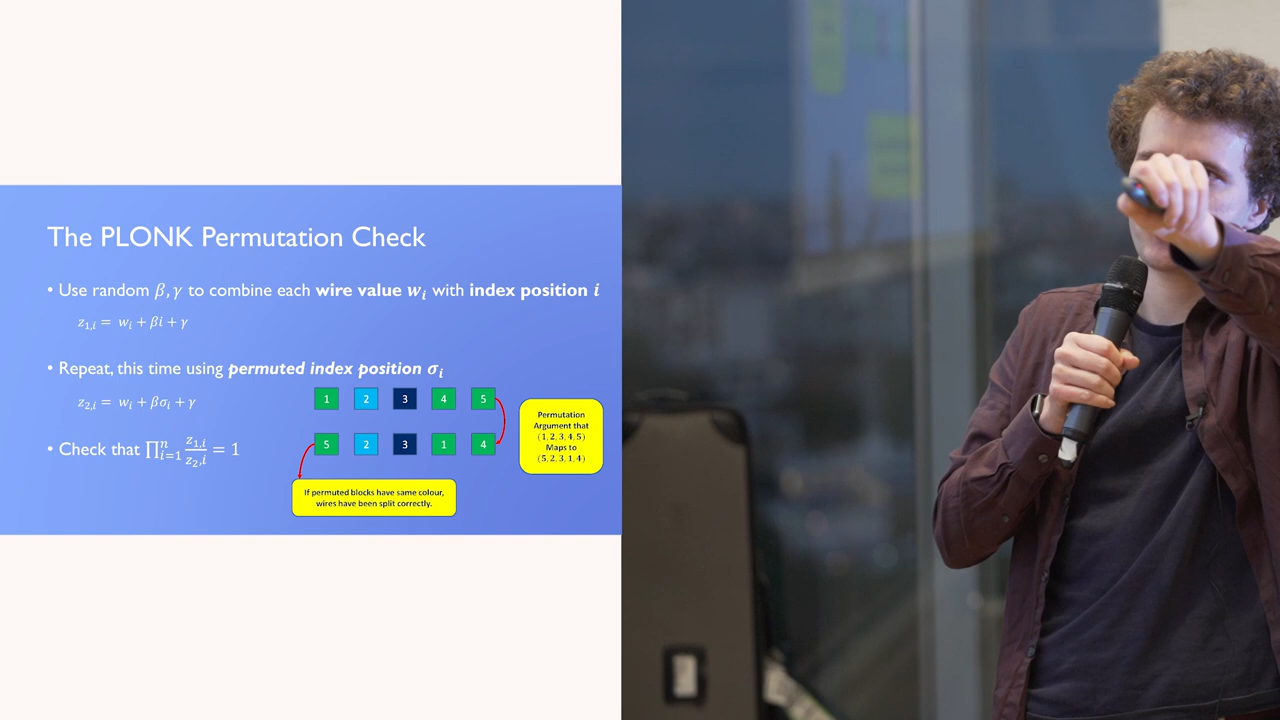 The PLONK Permutation Check
• Use random β, γ to combine each wire value wᵢ with index position i
z₁,ᵢ = wᵢ + βi + γ
• Repeat, this time using permuted index position σᵢ
z₂,ᵢ = wᵢ + βσᵢ + γ
1 2 3 4 5
5 2 3 1 4
Permutation
Argument that
(1, 2, 3, 4, 5)
Maps to
(5, 2, 3, 1, 4)
• Check that ∏ⁿᵢ₌₁ z₁,ᵢ/z₂,ᵢ = 1
If permuted blocks have same colour,
wires have been split correctly.